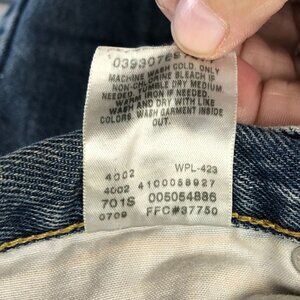 MACHINE WASH COLD. ONLY
NON-CHLORINE BLEACH IF
NEEDED. TUMBLE DRY MEDIUM
WARM. IRON IF NEEDED.
WASH AND DRY WITH LIKE
COLORS. WASH GARMENT INSIDE
OUT.
4002 WPL-423
4002 4100058927
701S 005054886
0709 FFC#37750